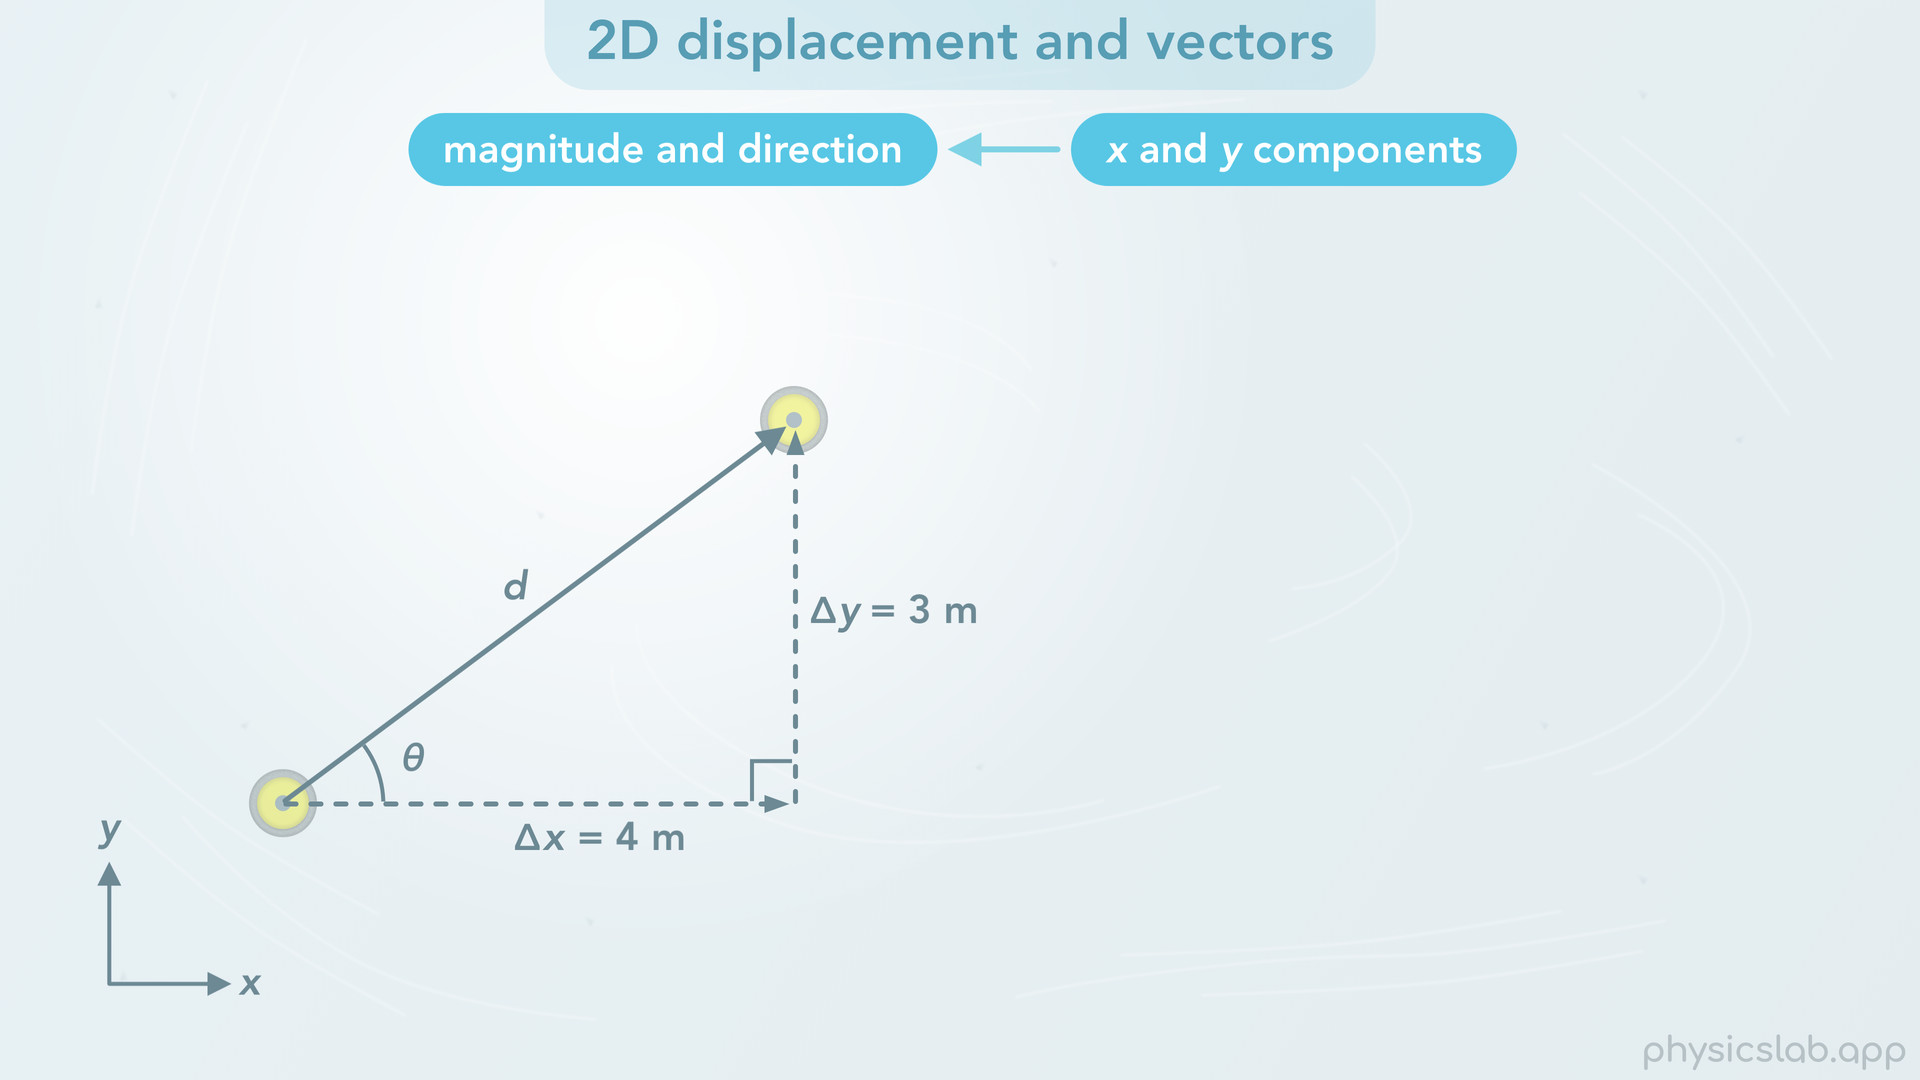 2D displacement and vectors
magnitude and direction
x and y components
d
Δy = 3 m
θ
Δx = 4 m
y
x
physicslab.app